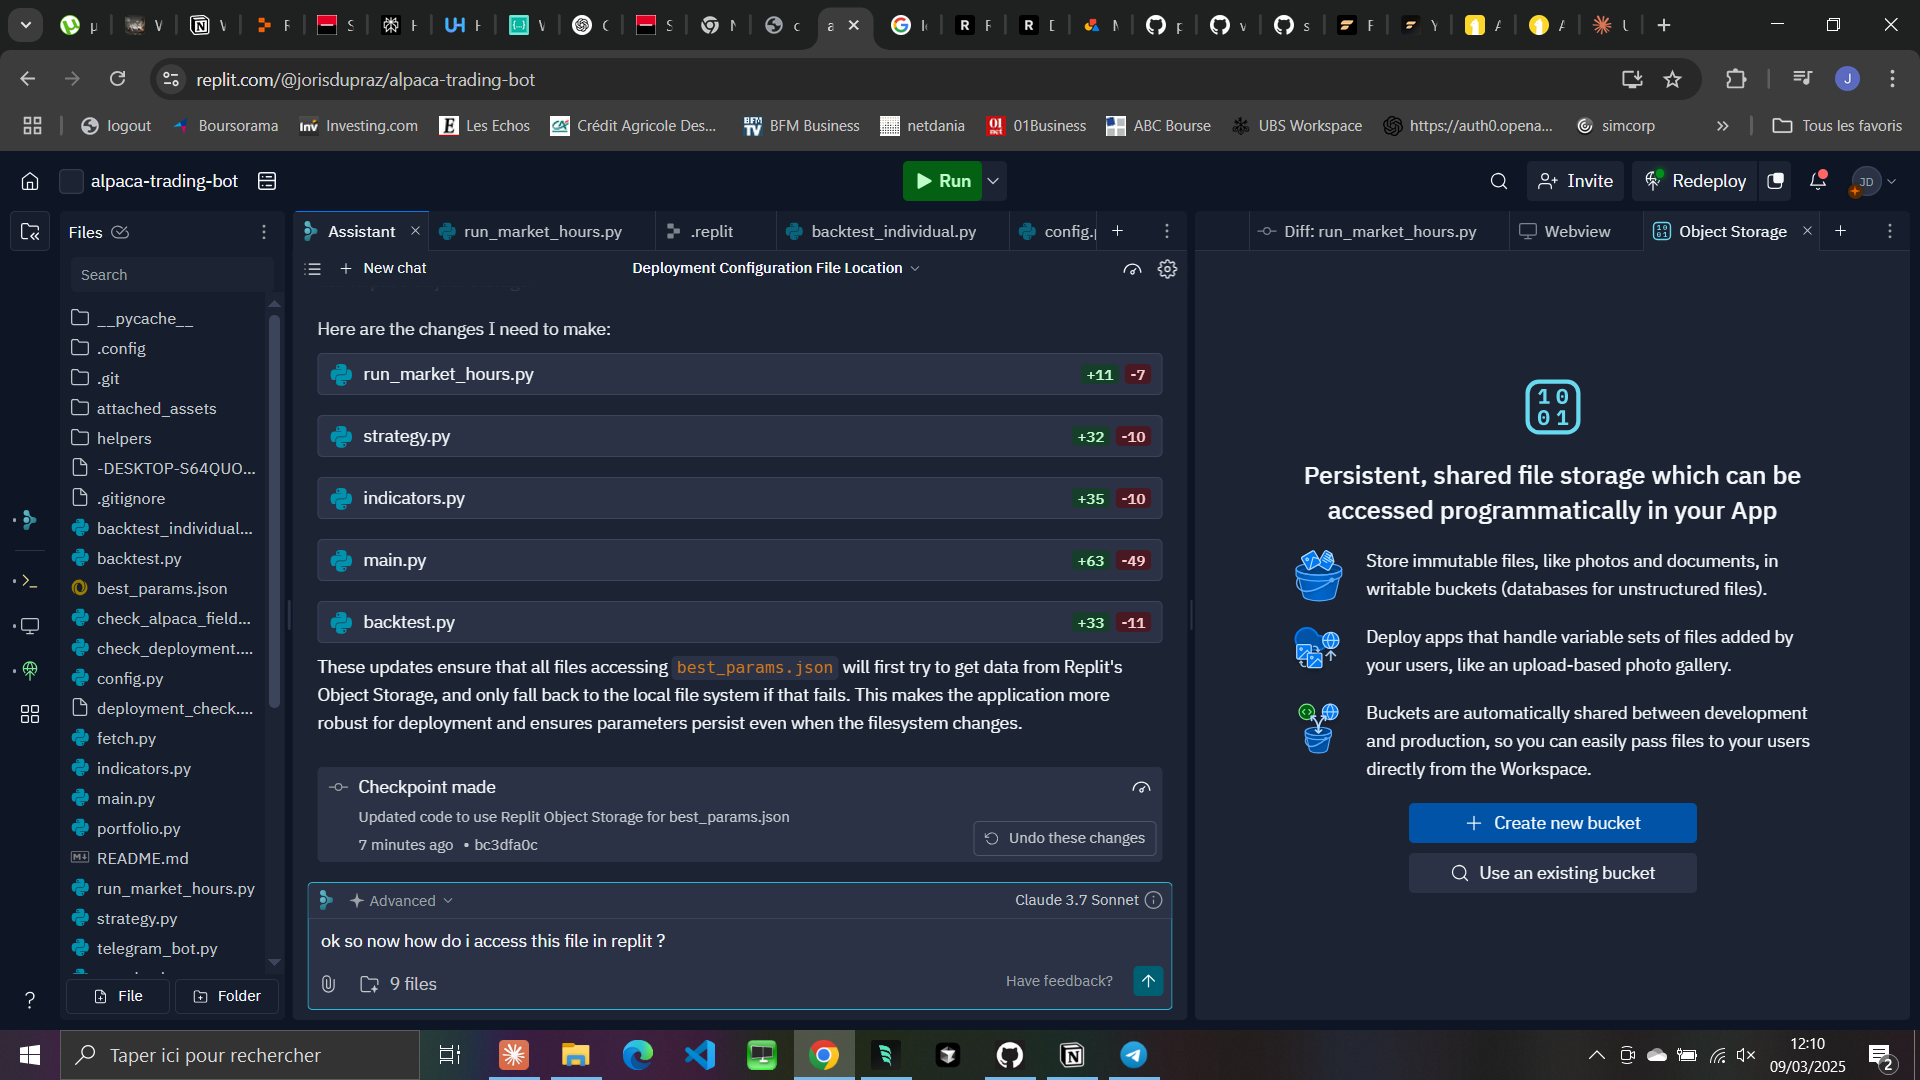 replit.com/@jorisdupraz/alpaca-trading-bot
logout
Boursorama
Investing.com
Les Echos
Crédit Agricole Des...
BFM Business
netdania
01Business
ABC Bourse
UBS Workspace
https://auth0.opena...
simcorp
Tous les favoris
alpaca-trading-bot
Run
Invite
Redeploy
JD
Files
Search
__pycache__
.config
.git
attached_assets
helpers
-DESKTOP-S64QUO...
.gitignore
backtest_individual...
backtest.py
best_params.json
check_alpaca_field...
check_deployment....
config.py
deployment_check....
fetch.py
indicators.py
main.py
portfolio.py
README.md
run_market_hours.py
strategy.py
telegram_bot.py
File
Folder
Assistant
run_market_hours.py
.replit
backtest_individual.py
config.p
New chat
Deployment Configuration File Location
Here are the changes I need to make:
run_market_hours.py +11 -7
strategy.py +32 -10
indicators.py +35 -10
main.py +63 -49
backtest.py +33 -11
These updates ensure that all files accessing best_params.json will first try to get data from Replit's
Object Storage, and only fall back to the local file system if that fails. This makes the application more
robust for deployment and ensures parameters persist even when the filesystem changes.
Checkpoint made
Updated code to use Replit Object Storage for best_params.json
7 minutes ago • bc3dfa0c
Undo these changes
Advanced
Claude 3.7 Sonnet
ok so now how do i access this file in replit ?
9 files
Have feedback?
Diff: run_market_hours.py
Webview
Object Storage
10
01
Persistent, shared file storage which can be
accessed programmatically in your App
Store immutable files, like photos and documents, in
writable buckets (databases for unstructured files).
Deploy apps that handle variable sets of files added by
your users, like an upload-based photo gallery.
Buckets are automatically shared between development
and production, so you can easily pass files to your users
directly from the Workspace.
Create new bucket
Use an existing bucket
Taper ici pour rechercher
12:10
09/03/2025
2